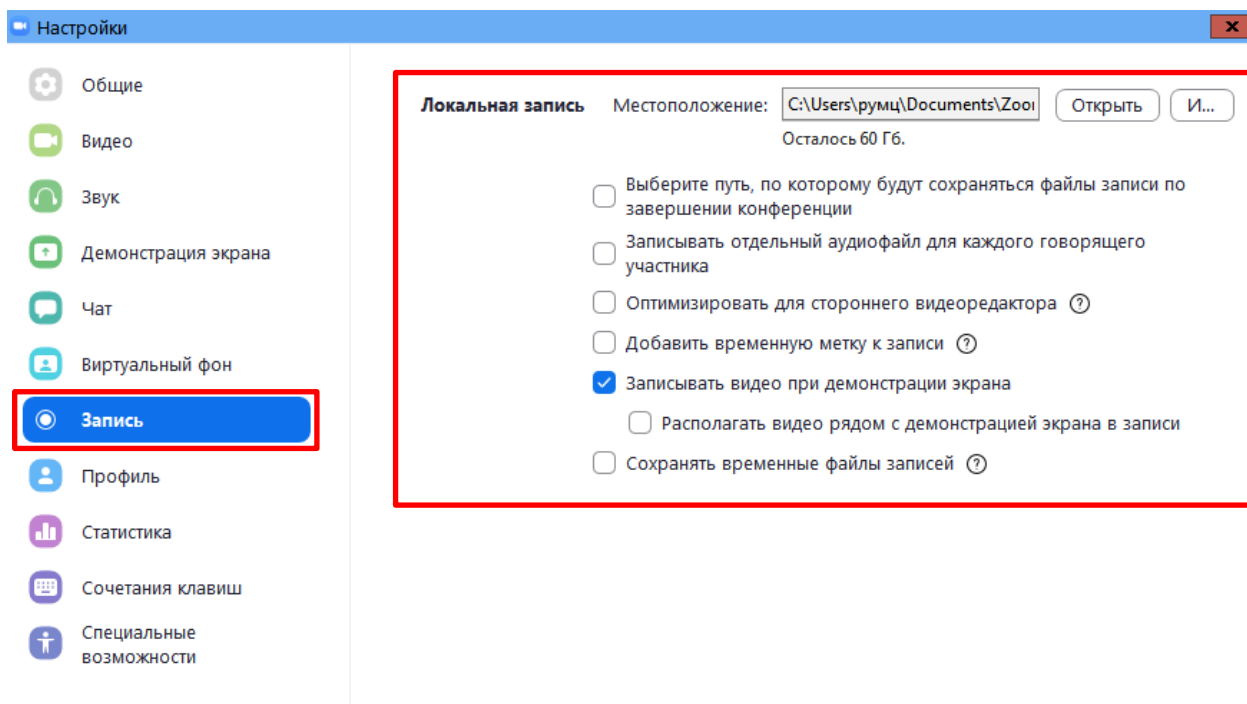 Настройки
Общие
Видео
Звук
Демонстрация экрана
Чат
Виртуальный фон
Запись
Профиль
Статистика
Сочетания клавиш
Специальные
возможности
Локальная запись Местоположение: C:\Users\румц\Documents\Zoo Открыть И...
Осталось 60 Гб.
Выберите путь, по которому будут сохраняться файлы записи по
завершении конференции
Записывать отдельный аудиофайл для каждого говорящего
участника
Оптимизировать для стороннего видеоредактора ?
Добавить временную метку к записи ?
Записывать видео при демонстрации экрана
Располагать видео рядом с демонстрацией экрана в записи
Сохранять временные файлы записей ?